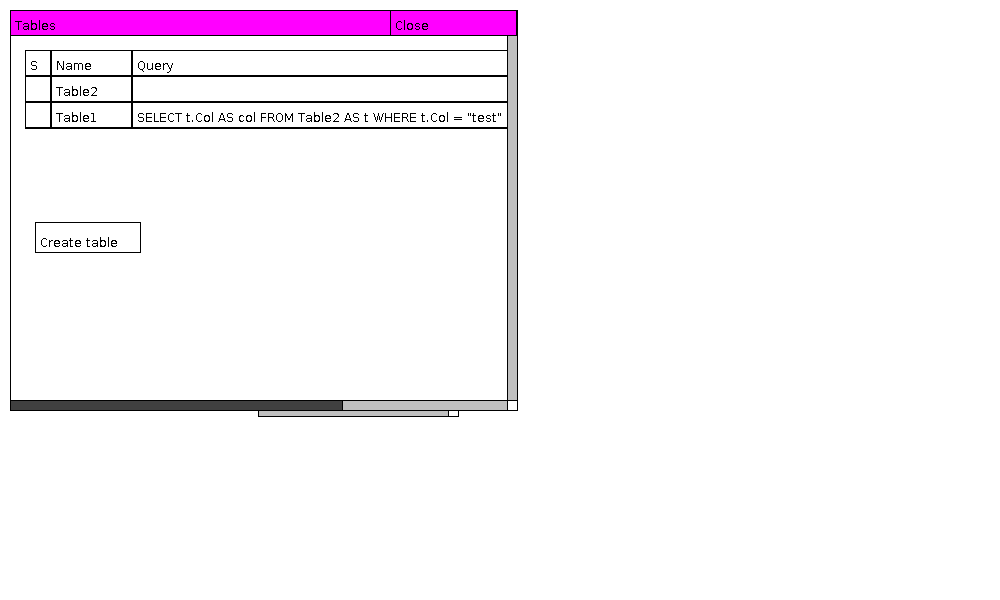 Tables Close
S Name Query
Table2
Table1 SELECT t.Col AS col FROM Table2 AS t WHERE t.Col = "test"
Create table